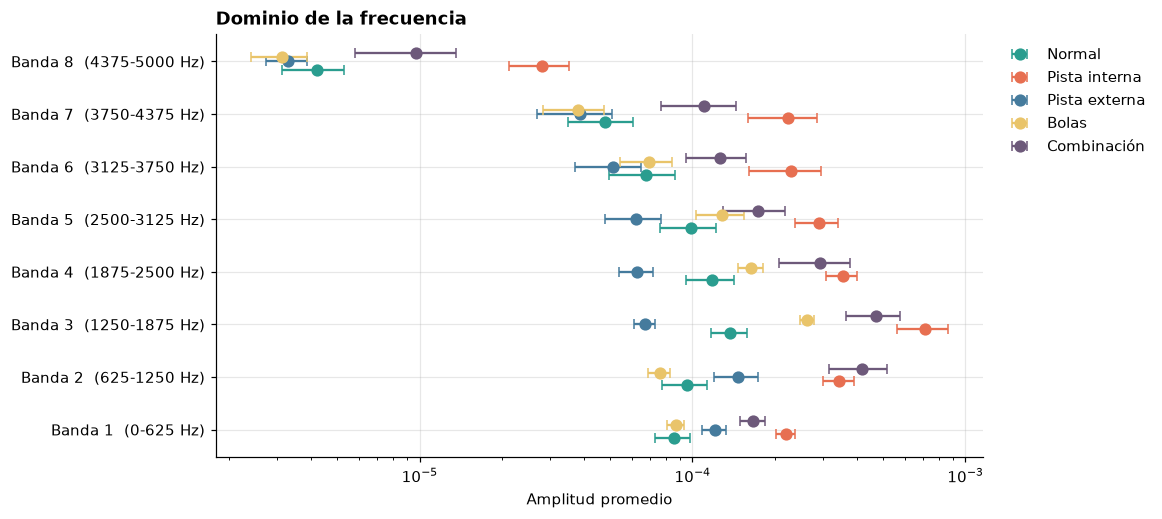 Dominio de la frecuencia
Banda 8  (4375-5000 Hz)
Banda 7  (3750-4375 Hz)
Banda 6  (3125-3750 Hz)
Banda 5  (2500-3125 Hz)
Banda 4  (1875-2500 Hz)
Banda 3  (1250-1875 Hz)
Banda 2  (625-1250 Hz)
Banda 1  (0-625 Hz)
10⁻⁵ 10⁻⁴ 10⁻³
Amplitud promedio
Normal
Pista interna
Pista externa
Bolas
Combinación